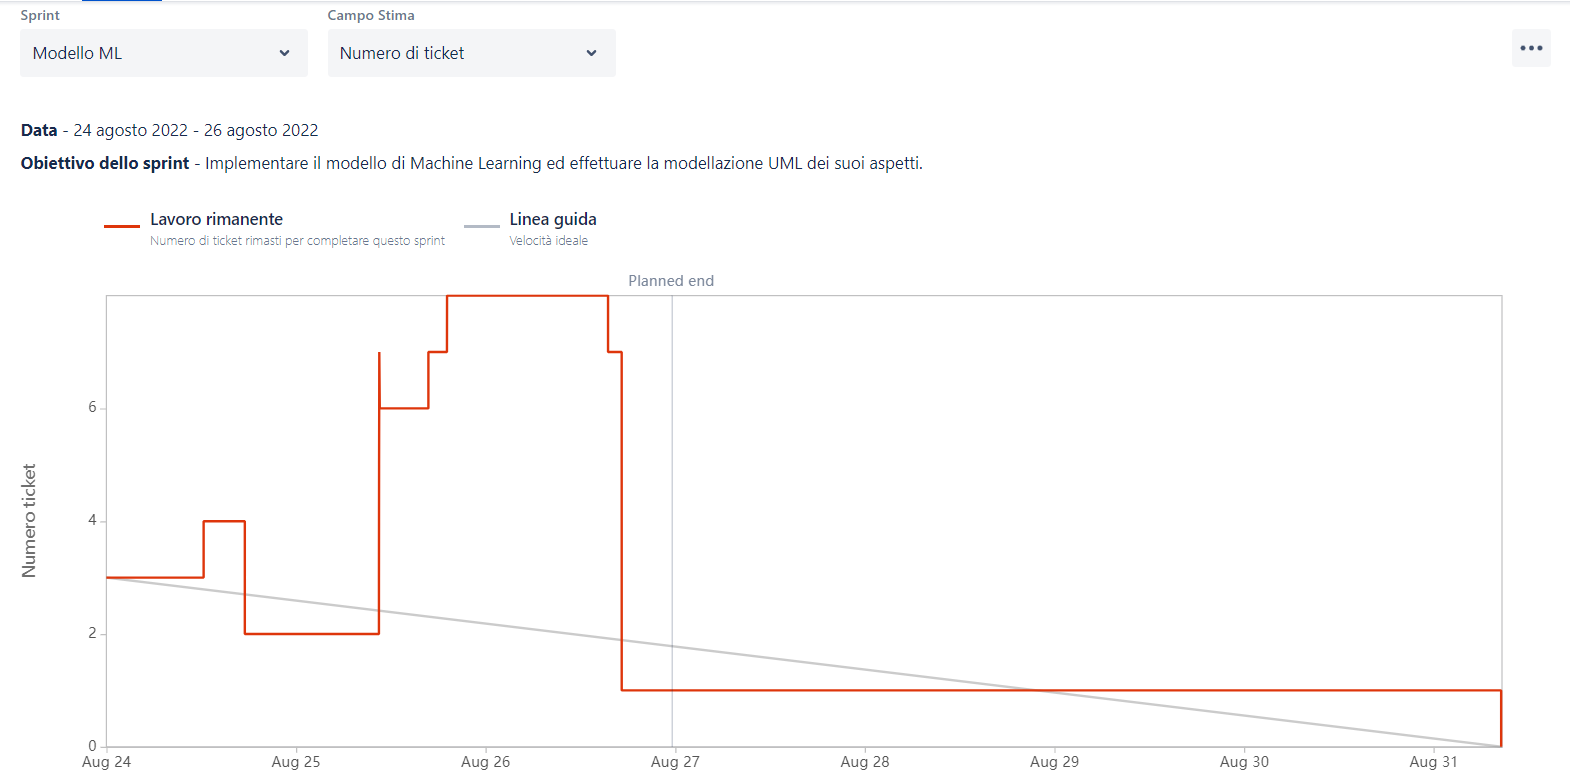 Sprint
Campo Stima
Modello ML
Numero di ticket
Data - 24 agosto 2022 - 26 agosto 2022
Obiettivo dello sprint - Implementare il modello di Machine Learning ed effettuare la modellazione UML dei suoi aspetti.
Lavoro rimanente
Numero di ticket rimasti per completare questo sprint
Linea guida
Velocità ideale
Planned end
Numero ticket
6
4
2
0
Aug 24
Aug 25
Aug 26
Aug 27
Aug 28
Aug 29
Aug 30
Aug 31